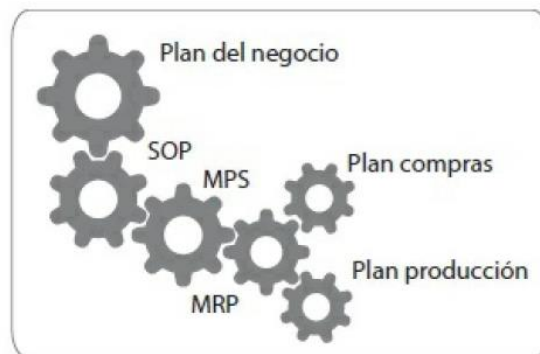 Plan del negocio
SOP
MPS
Plan compras
MRP
Plan producción